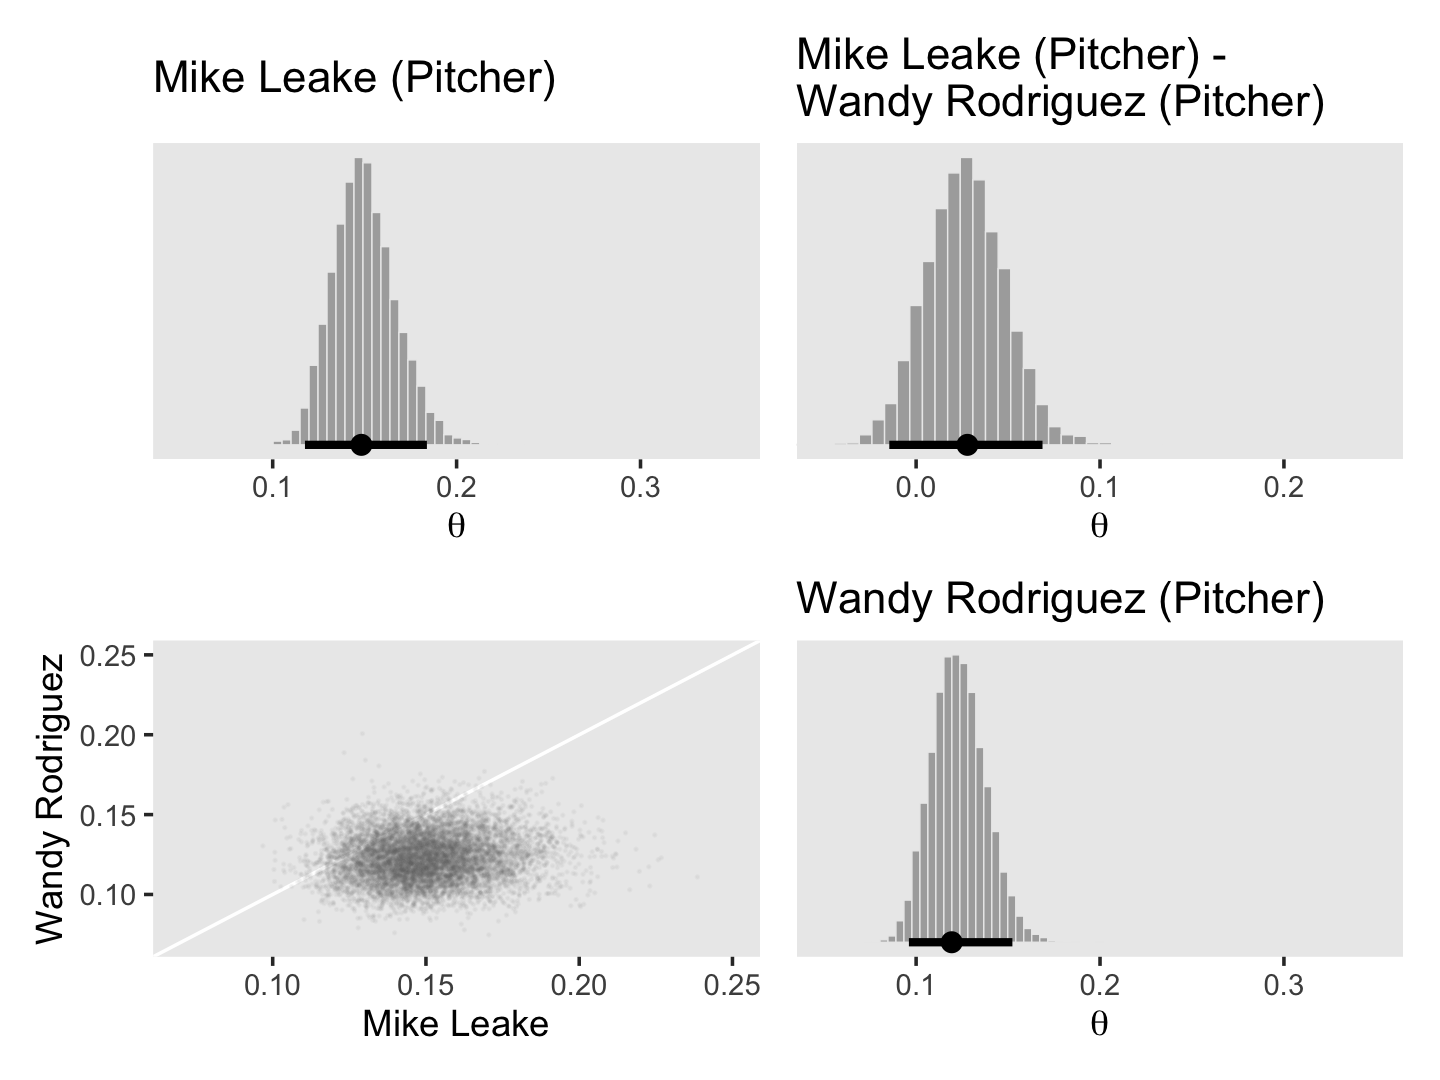 Mike Leake (Pitcher)
0.1 0.2 0.3
θ
Mike Leake (Pitcher) -
Wandy Rodriguez (Pitcher)
0.0 0.1 0.2
θ
Wandy Rodriguez
0.25
0.20
0.15
0.10
0.10 0.15 0.20 0.25
Mike Leake
Wandy Rodriguez (Pitcher)
0.1 0.2 0.3
θ